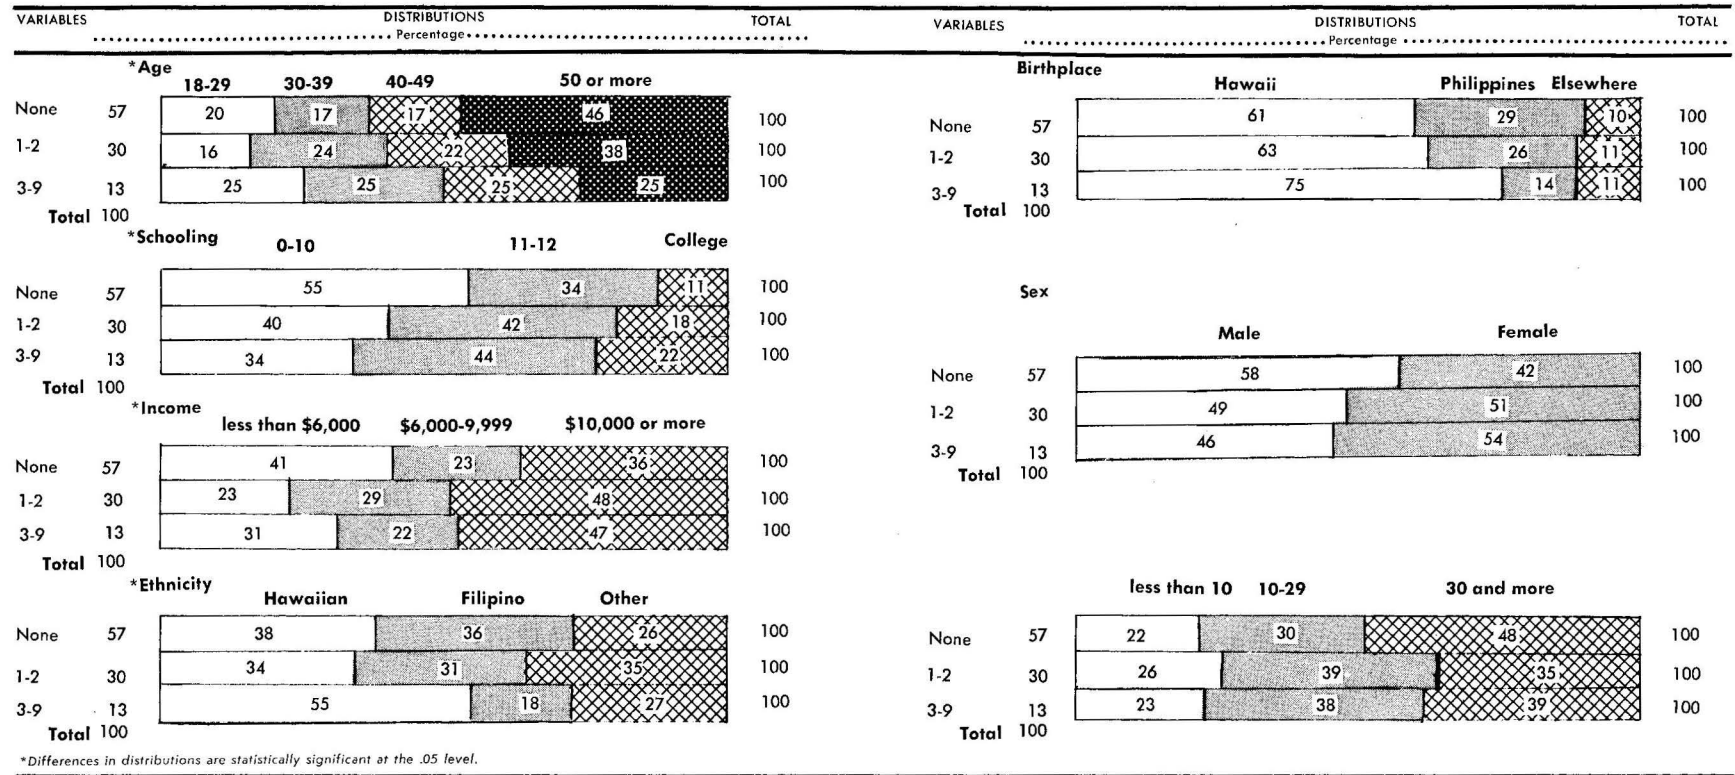 VARIABLES DISTRIBUTIONS TOTAL
Percentage
*Age
18-29 30-39 40-49 50 or more
None 57 20 17 17 46 100
1-2 30 16 24 22 38 100
3-9 13 25 25 25 25 100
Total 100
*Schooling 0-10 11-12 College
None 57 55 34 11 100
1-2 30 40 42 18 100
3-9 13 34 44 22 100
Total 100
*Income
less than $6,000 $6,000-9,999 $10,000 or more
None 57 41 23 36 100
1-2 30 23 29 48 100
3-9 13 31 22 47 100
Total 100
*Ethnicity
Hawaiian Filipino Other
None 57 38 36 26 100
1-2 30 34 31 35 100
3-9 13 55 18 27 100
Total 100
*Differences in distributions are statistically significant at the .05 level.
VARIABLES DISTRIBUTIONS TOTAL
Percentage
Birthplace
Hawaii Philippines Elsewhere
None 57 61 29 10 100
1-2 30 63 26 11 100
3-9 13 75 14 11 100
Total 100
Sex
Male Female
None 57 58 42 100
1-2 30 49 51 100
3-9 13 46 54 100
Total 100
less than 10 10-29 30 and more
None 57 22 30 48 100
1-2 30 26 39 35 100
3-9 13 23 38 39 100
Total 100